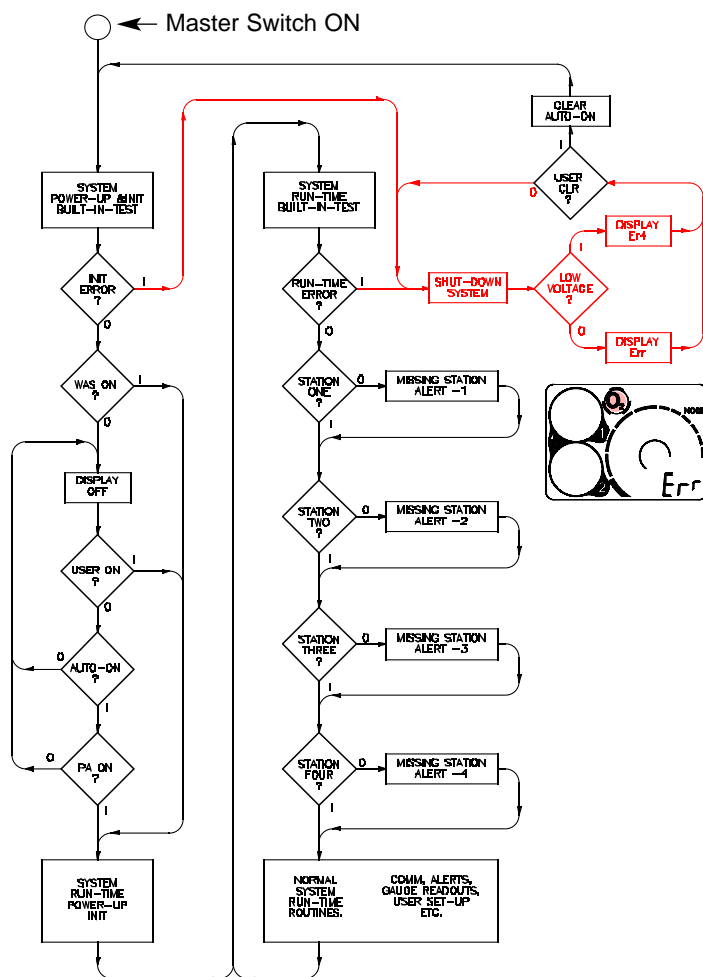 Master Switch ON
CLEAR
AUTO-ON
1
USER
CLR
?
0
SYSTEM
POWER-UP &INIT
BUILT-IN-TEST
SYSTEM
RUN-TIME
BUILT-IN-TEST
DISPLAY
Er4
1
INIT
ERROR
?
1
0
RUN-TIME
ERROR
?
1
0
SHUT-DOWN
SYSTEM
LOW
VOLTAGE
?
0
DISPLAY
Err
WAS ON
?
1
0
STATION
ONE
?
0
1
MISSING STATION
ALERT -1
O2
NORM
1
2
Err
DISPLAY
OFF
STATION
TWO
?
0
1
MISSING STATION
ALERT -2
USER ON
?
1
0
AUTO-ON
?
0
1
STATION
THREE
?
0
1
MISSING STATION
ALERT -3
PA ON
?
0
1
STATION
FOUR
?
0
1
MISSING STATION
ALERT -4
SYSTEM
RUN-TIME
POWER-UP
INIT
NORMAL
SYSTEM
RUN-TIME
ROUTINES.
COMM, ALERTS,
GAUGE READOUTS,
USER SET-UP
ETC.